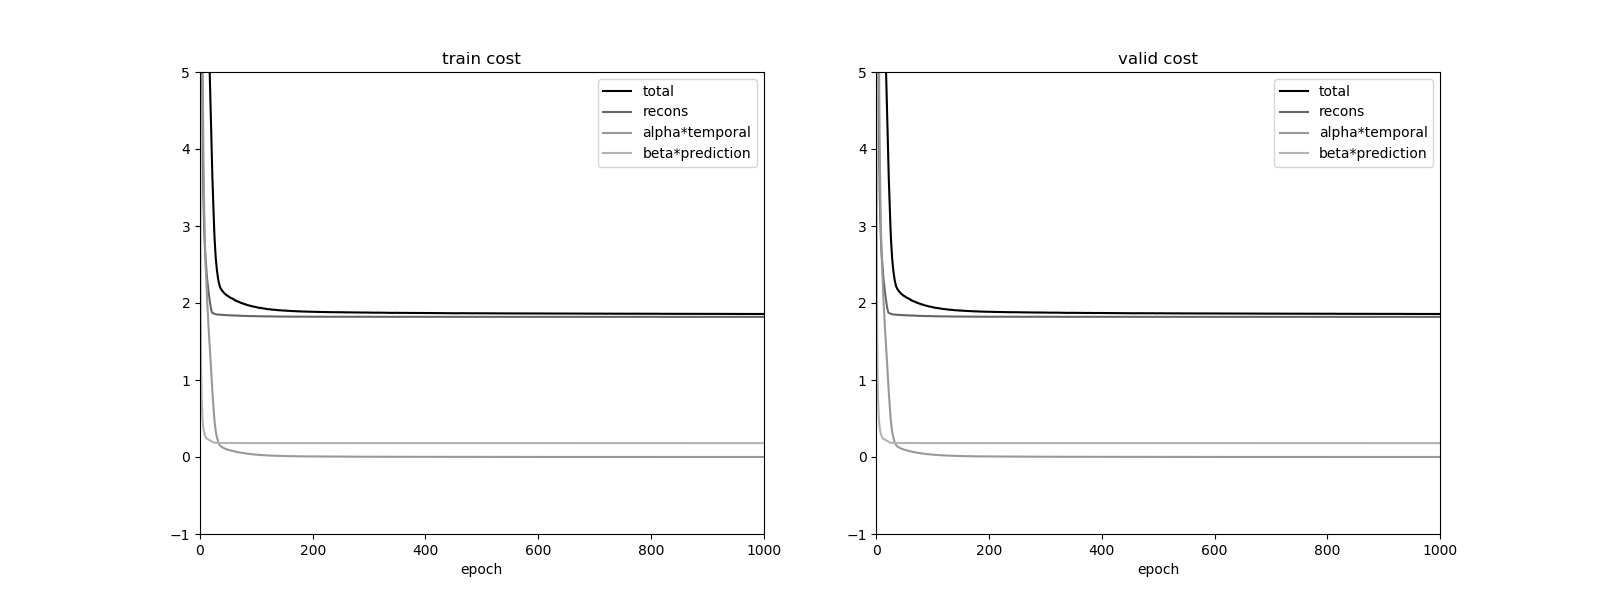 train cost
total
recons
alpha*temporal
beta*prediction
5
4
3
2
1
0
−1
0 200 400 600 800 1000
epoch
valid cost
total
recons
alpha*temporal
beta*prediction
5
4
3
2
1
0
−1
0 200 400 600 800 1000
epoch